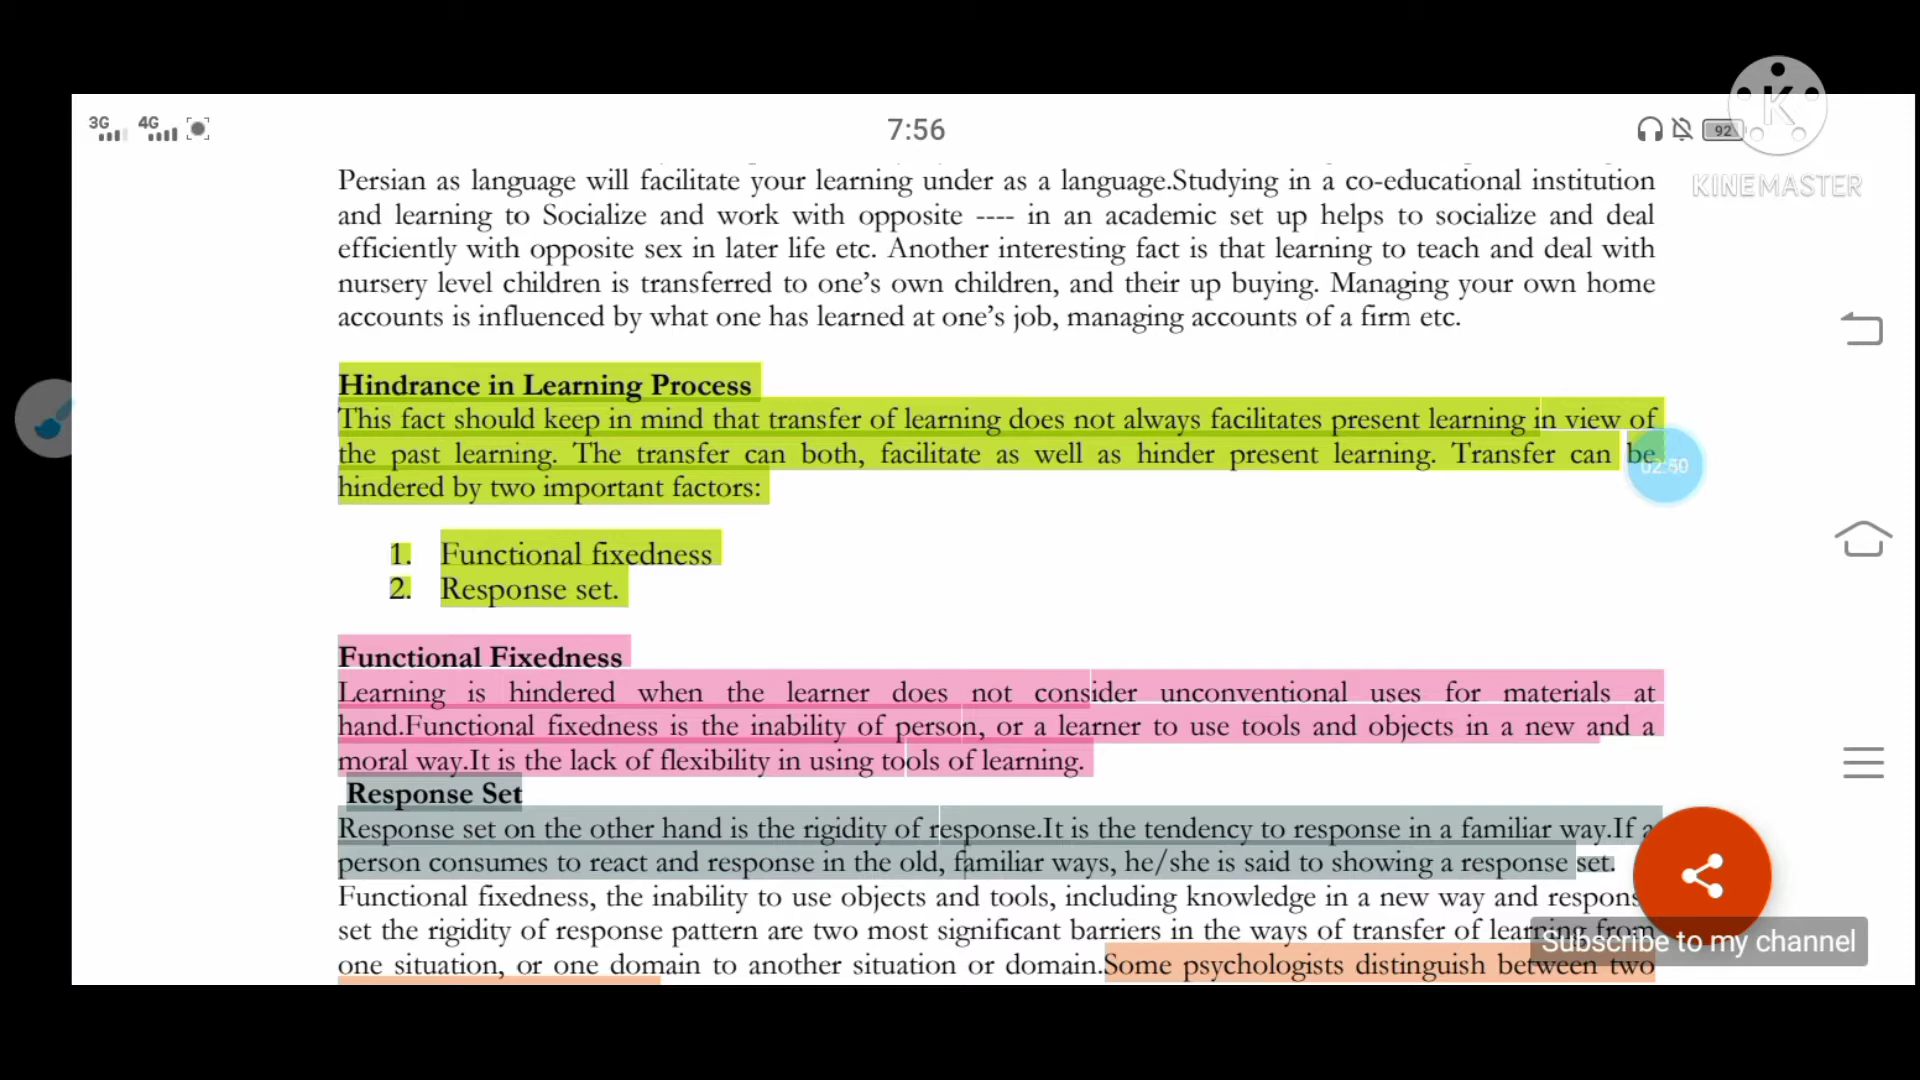 3G 4G 7:56 92
KINEMASTER
Persian as language will facilitate your learning under as a language.Studying in a co-educational institution
and learning to Socialize and work with opposite ---- in an academic set up helps to socialize and deal
efficiently with opposite sex in later life etc. Another interesting fact is that learning to teach and deal with
nursery level children is transferred to one’s own children, and their up buying. Managing your own home
accounts is influenced by what one has learned at one’s job, managing accounts of a firm etc.
Hindrance in Learning Process
This fact should keep in mind that transfer of learning does not always facilitates present learning in view of
the past learning. The transfer can both, facilitate as well as hinder present learning. Transfer can be
hindered by two important factors:
1. Functional fixedness
2. Response set.
Functional Fixedness
Learning is hindered when the learner does not consider unconventional uses for materials at
hand.Functional fixedness is the inability of person, or a learner to use tools and objects in a new and a
moral way.It is the lack of flexibility in using tools of learning.
Response Set
Response set on the other hand is the rigidity of response.It is the tendency to response in a familiar way.If a
person consumes to react and response in the old, familiar ways, he/she is said to showing a response set.
Functional fixedness, the inability to use objects and tools, including knowledge in a new way and respons
set the rigidity of response pattern are two most significant barriers in the ways of transfer of learning from
one situation, or one domain to another situation or domain.Some psychologists distinguish between two
Subscribe to my channel